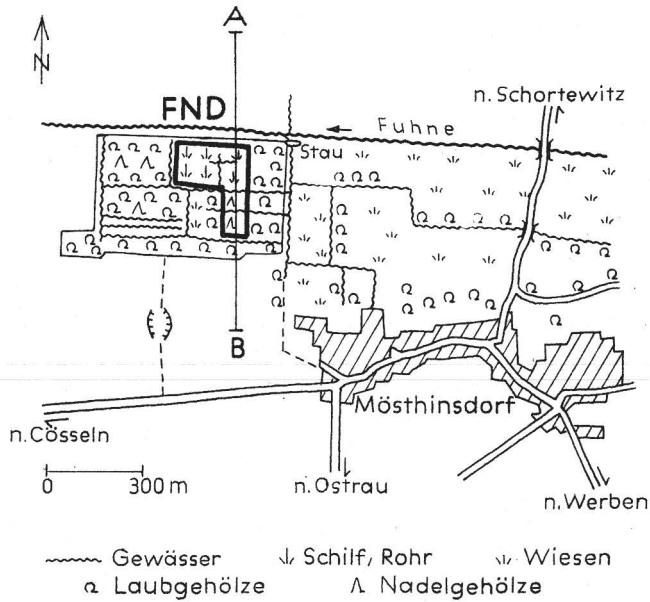 A
N
FND
n. Schortewitz
Fuhne
Stau
B
Mösthinsdorf
n. Cösseln
0 300 m
n. Ostrau
n. Werben
Gewässer Schilf, Rohr Wiesen
Laubgehölze Nadelgehölze